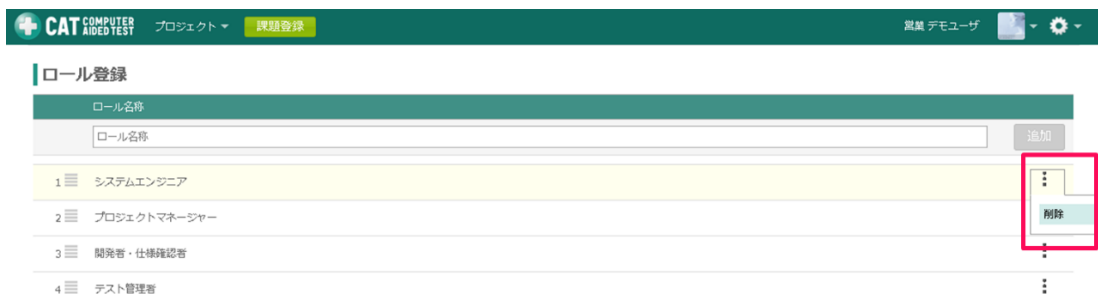 CAT COMPUTER AIDED TEST プロジェクト 課題登録 営業 デモユーザ
ロール登録
ロール名称
ロール名称 追加
1 システムエンジニア
2 プロジェクトマネージャー
削除
3 開発者・仕様確認者
4 テスト管理者